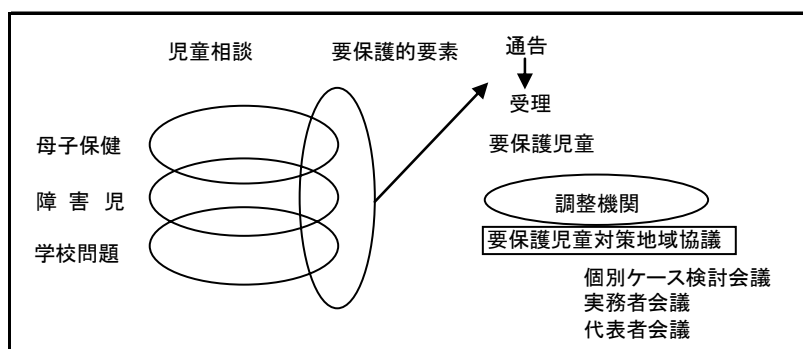 児童相談
要保護的要素
通告
受理
要保護児童
母子保健
障 害 児
学校問題
調整機関
要保護児童対策地域協議
個別ケース検討会議
実務者会議
代表者会議